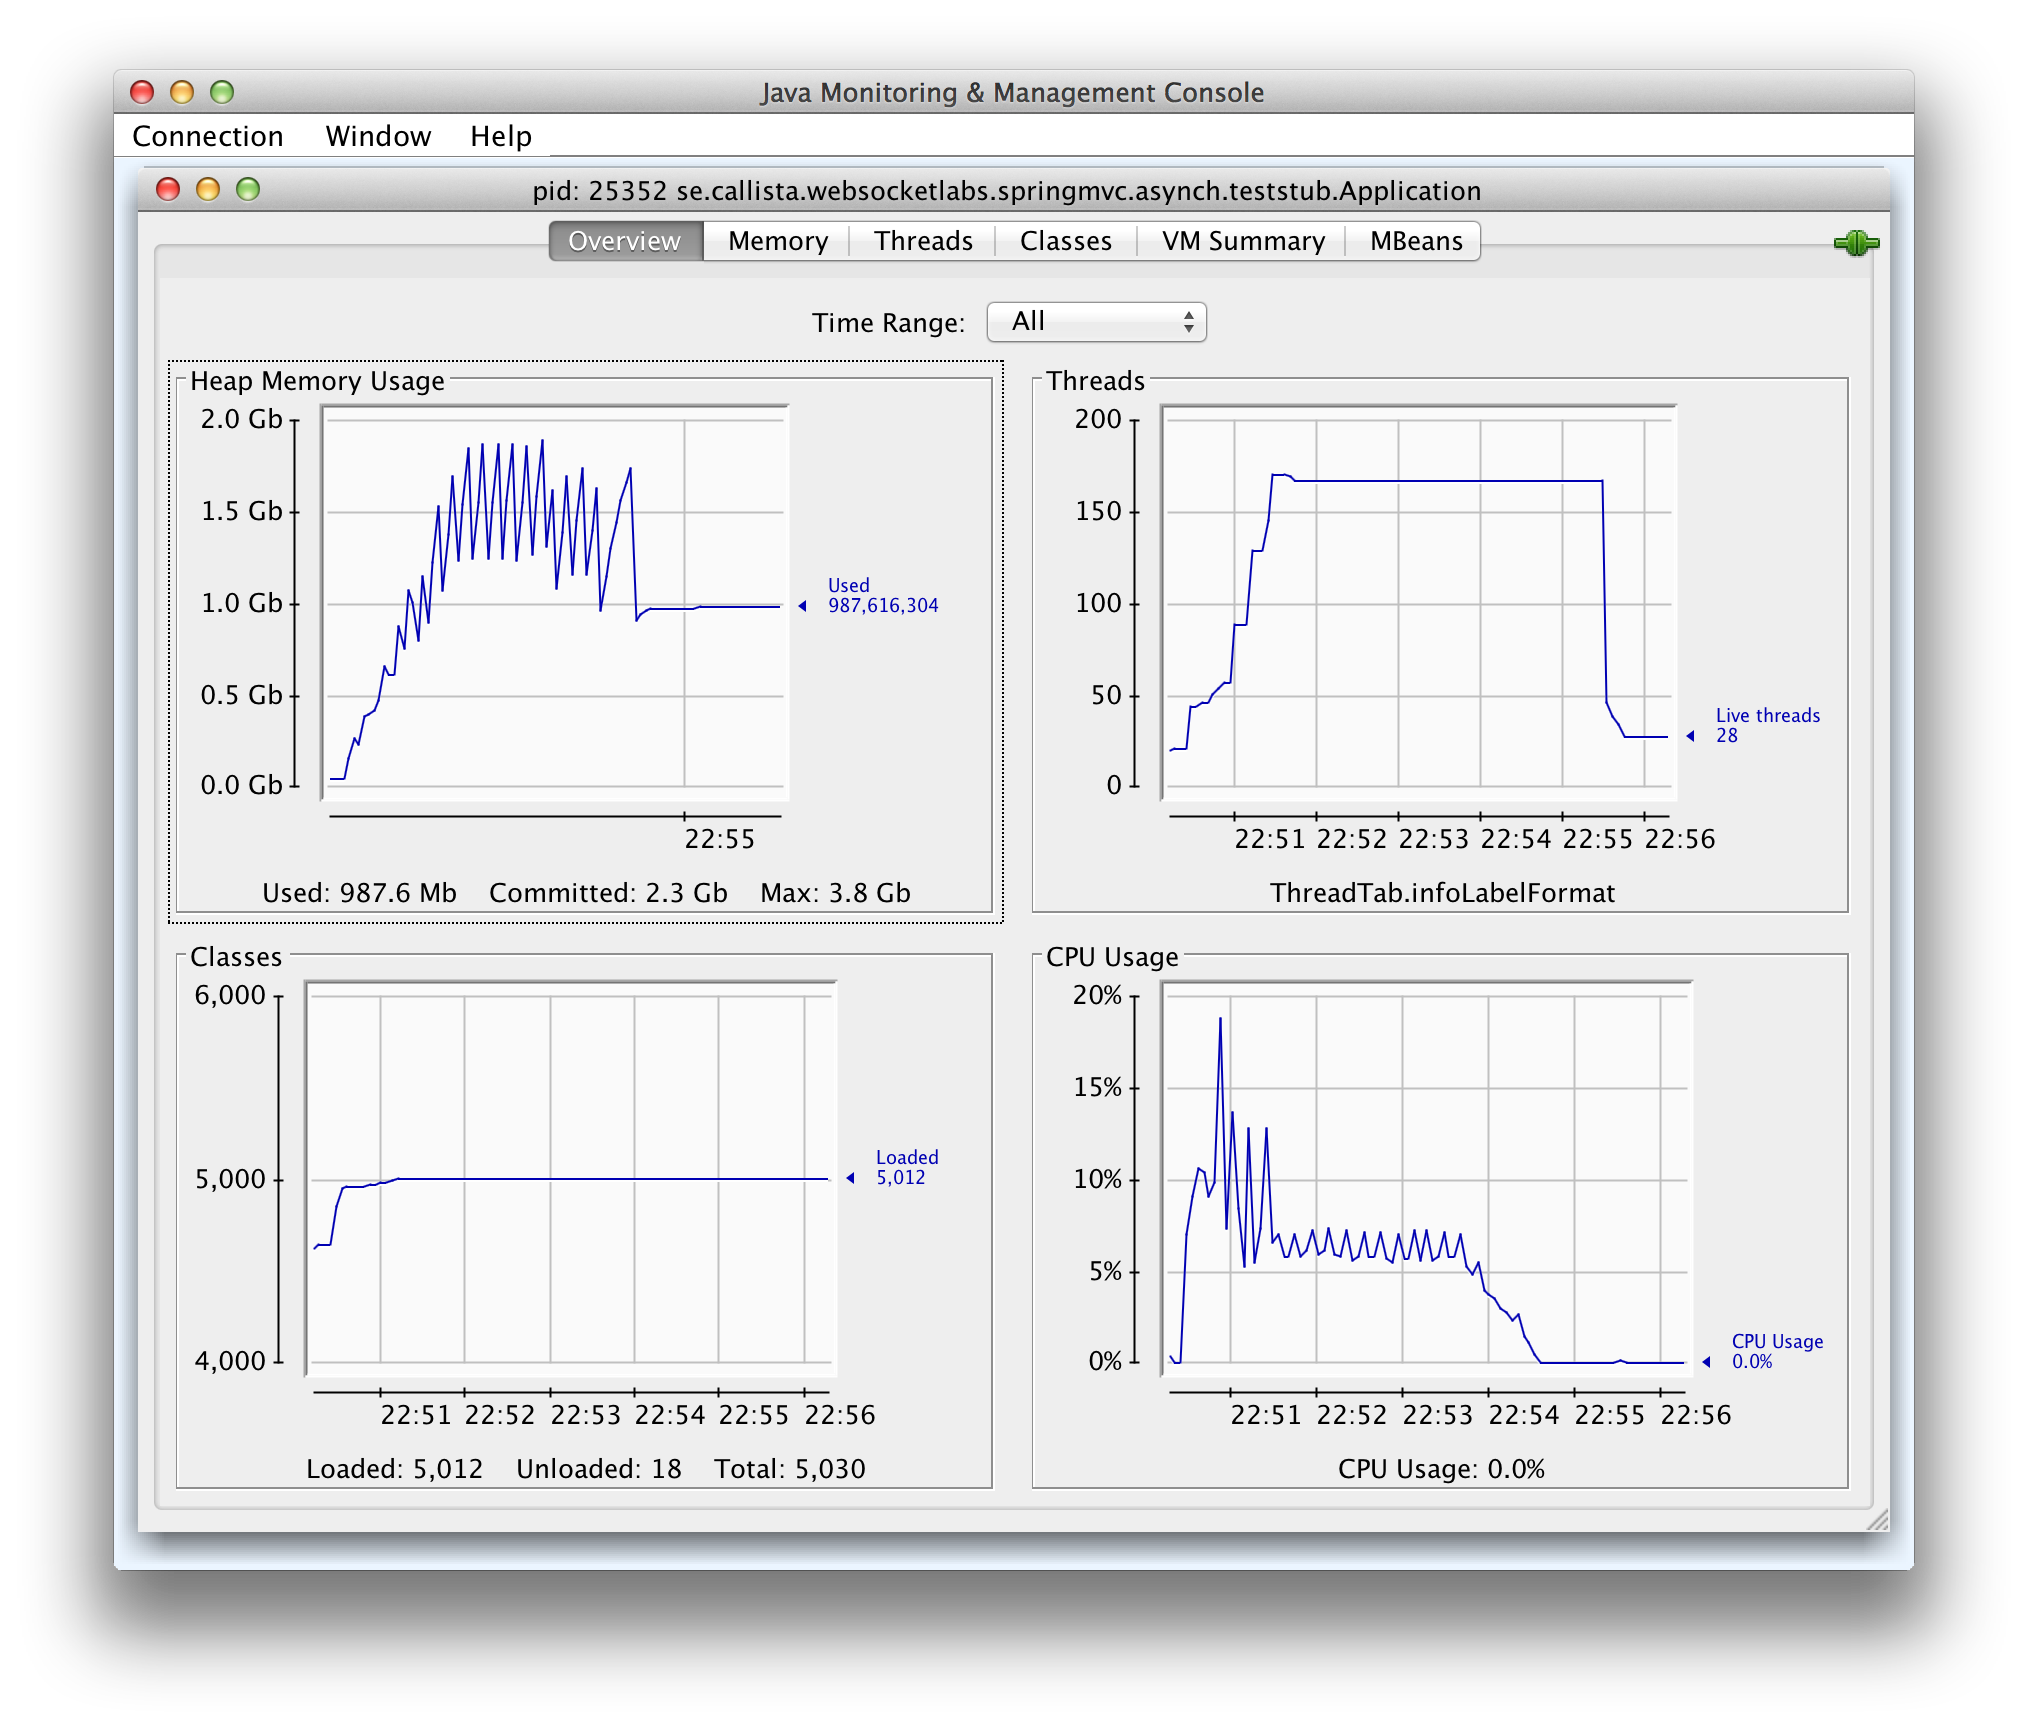 Java Monitoring & Management Console
Connection Window Help
pid: 25352 se.callista.websocketlabs.springmvc.asynch.teststub.Application
Overview Memory Threads Classes VM Summary MBeans
Time Range: All
Heap Memory Usage
2.0 Gb
1.5 Gb
1.0 Gb
0.5 Gb
0.0 Gb
Used
987,616,304
22:55
Used: 987.6 Mb Committed: 2.3 Gb Max: 3.8 Gb
Threads
200
150
100
50
0
Live threads
28
22:51 22:52 22:53 22:54 22:55 22:56
ThreadTab.infoLabelFormat
Classes
6,000
5,000
4,000
Loaded
5,012
22:51 22:52 22:53 22:54 22:55 22:56
Loaded: 5,012 Unloaded: 18 Total: 5,030
CPU Usage
20%
15%
10%
5%
0%
CPU Usage
0.0%
22:51 22:52 22:53 22:54 22:55 22:56
CPU Usage: 0.0%